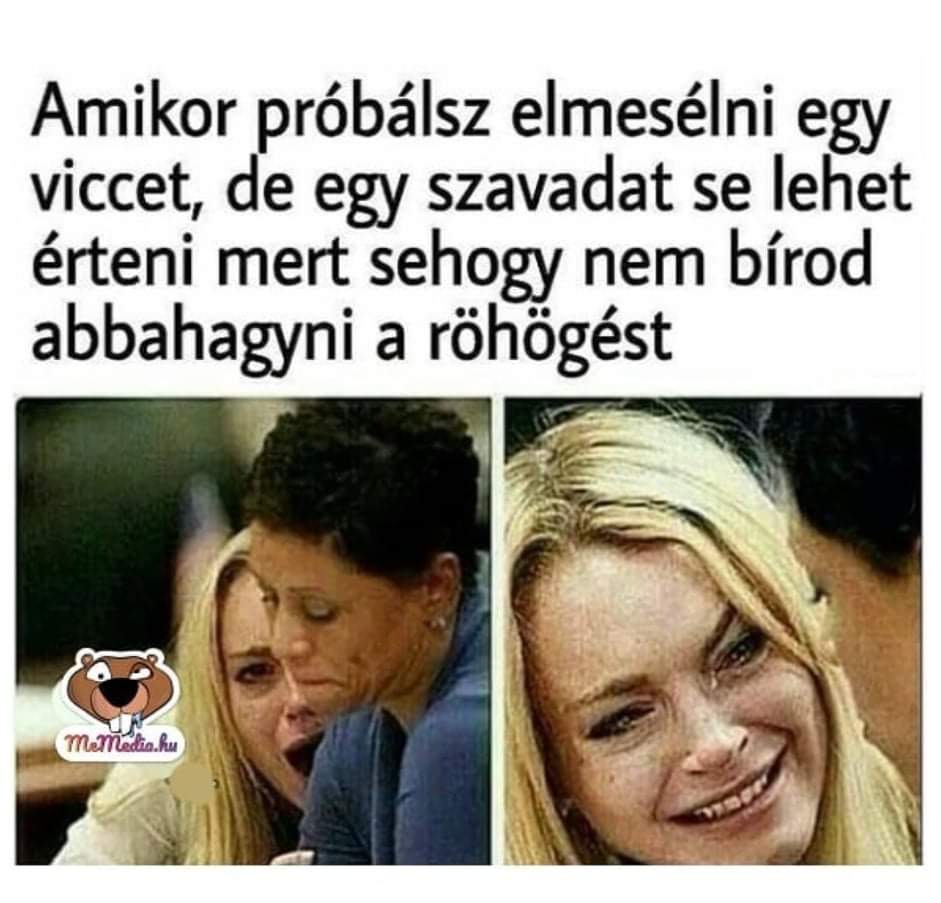 Amikor próbálsz elmesélni egy
viccet, de egy szavadat se lehet
érteni mert sehogy nem bírod
abbahagyni a röhögést
MeMedia.hu